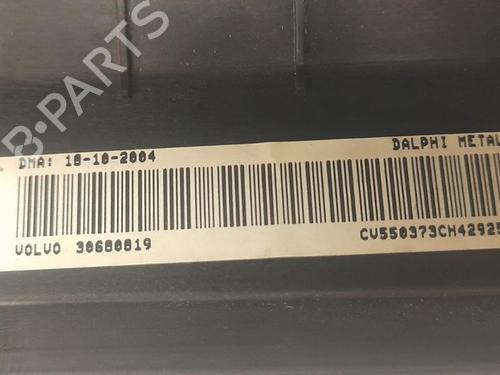 B-PARTS
DMA: 18-10-2004
DALPHI METAL
VOLVO 30680819
CV550373CH42925